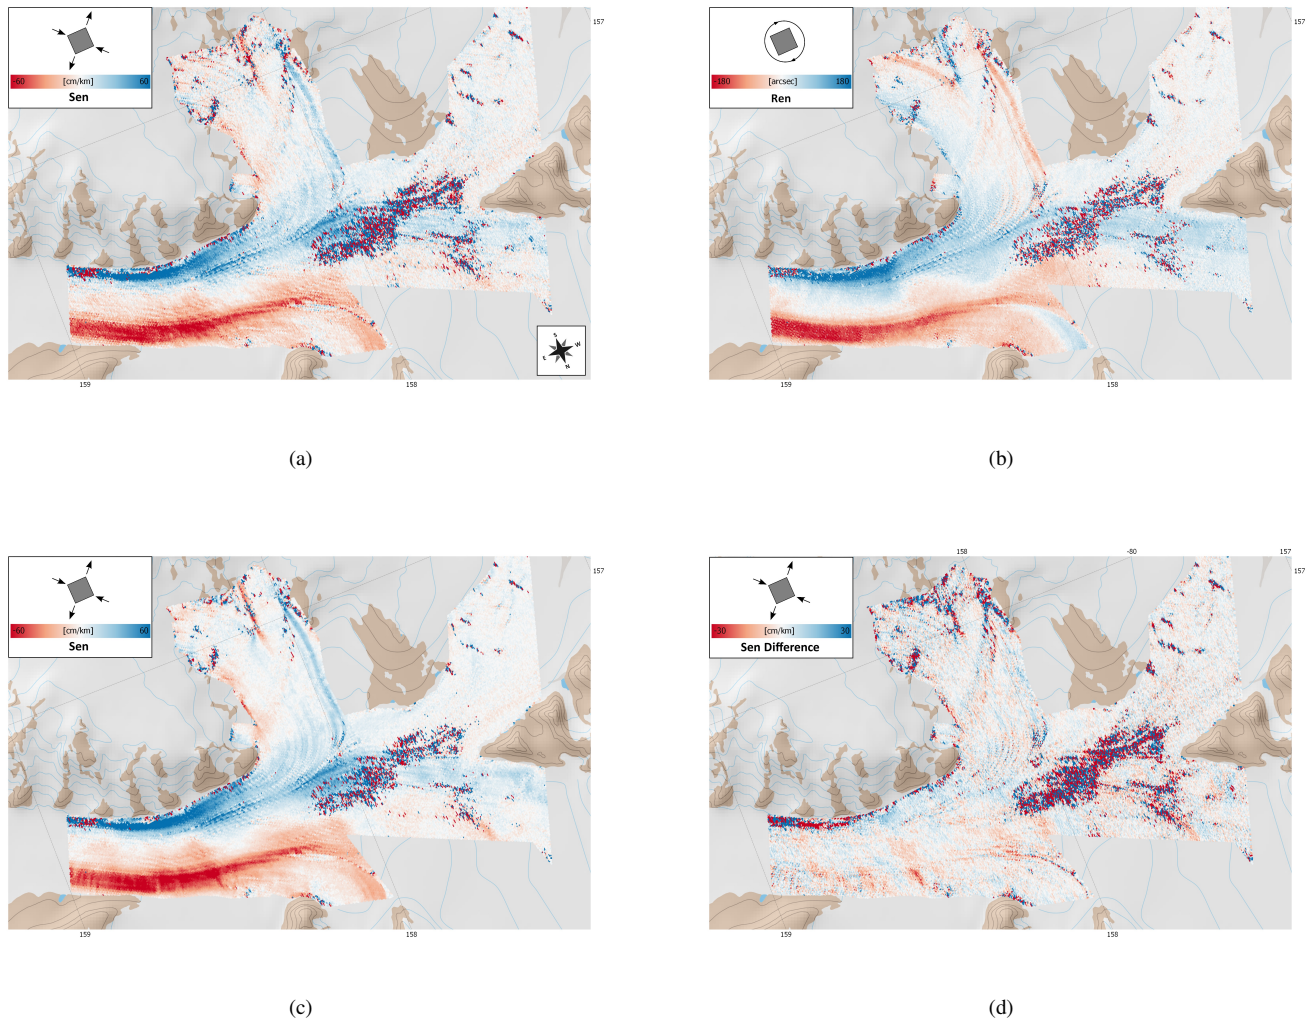 157
-60 [cm/km] 60
Sen
S
E W
N
159 158
(a)
157
-180 [arcsec] 180
Ren
159 158
(b)
157
-60 [cm/km] 60
Sen
159 158
(c)
158 -80 157
157
-30 [cm/km] 30
Sen Difference
159 158
(d)